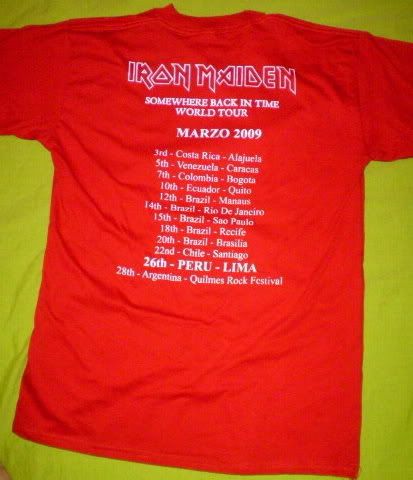 IRON MAIDEN
SOMEWHERE BACK IN TIME
WORLD TOUR
MARZO 2009
3rd - Costa Rica - Alajuela
5th - Venezuela - Caracas
7th - Colombia - Bogota
10th - Ecuador - Quito
12th - Brazil - Manaus
14th - Brazil - Rio De Janeiro
15th - Brazil - Sao Paulo
18th - Brazil - Recife
20th - Brazil - Brasilia
22nd - Chile - Santiago
26th - PERU - LIMA
28th - Argentina - Quilmes Rock Festival